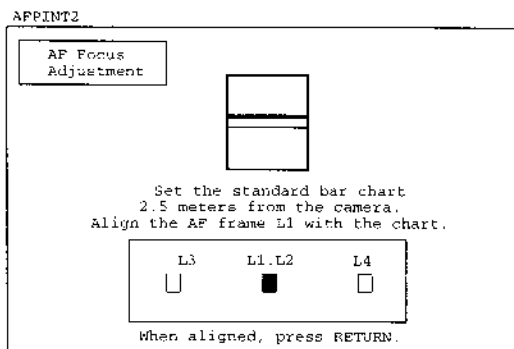 AFPINT2
AF Focus
Adjustment
Set the standard bar chart
2.5 meters from the camera.
Align the AF frame L1 with the chart.
L3 L1.L2 L4
When aligned, press RETURN.